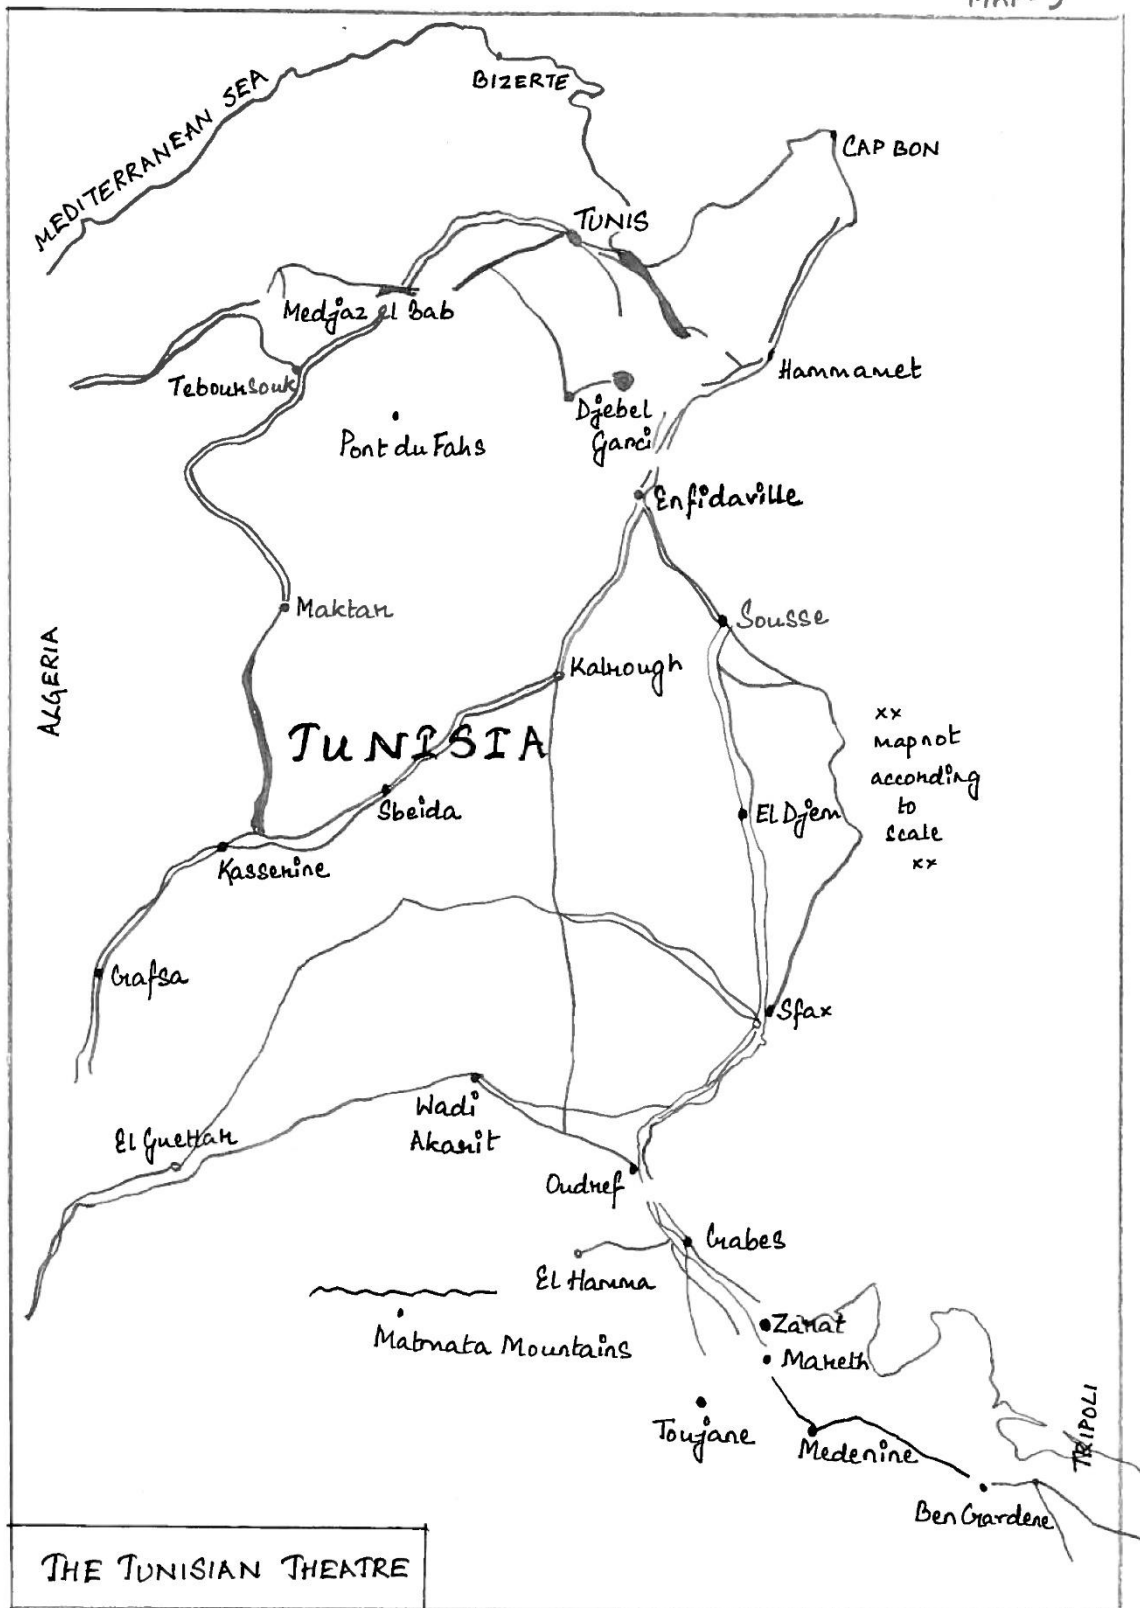 BIZERTE
MEDITERRANEAN SEA
CAP BON
TUNIS
Medjaz el Bab
Teboursouk
Hammamet
Djebel
Garci
Pont du Fahs
Enfidaville
Maktar
Sousse
ALGERIA
Kalrough
TUNISIA
xx
map not
according
to
scale
xx
Sbeida
El Djem
Kasserine
Gafsa
Sfax
Wadi
Akarit
El Guettar
Oudref
Gabes
El Hamma
Zarat
Matmata Mountains
Mareth
Toujane
Medenine
TRIPOLI
Ben Gardene
THE TUNISIAN THEATRE